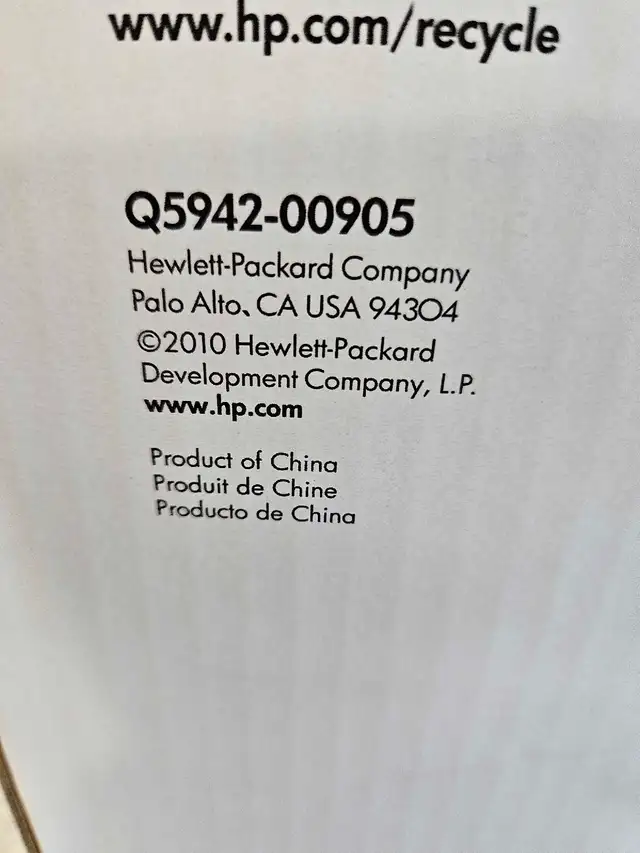 www.hp.com/recycle
Q5942-00905
Hewlett-Packard Company
Palo Alto, CA USA 94304
©2010 Hewlett-Packard
Development Company, L.P.
www.hp.com
Product of China
Produit de Chine
Producto de China